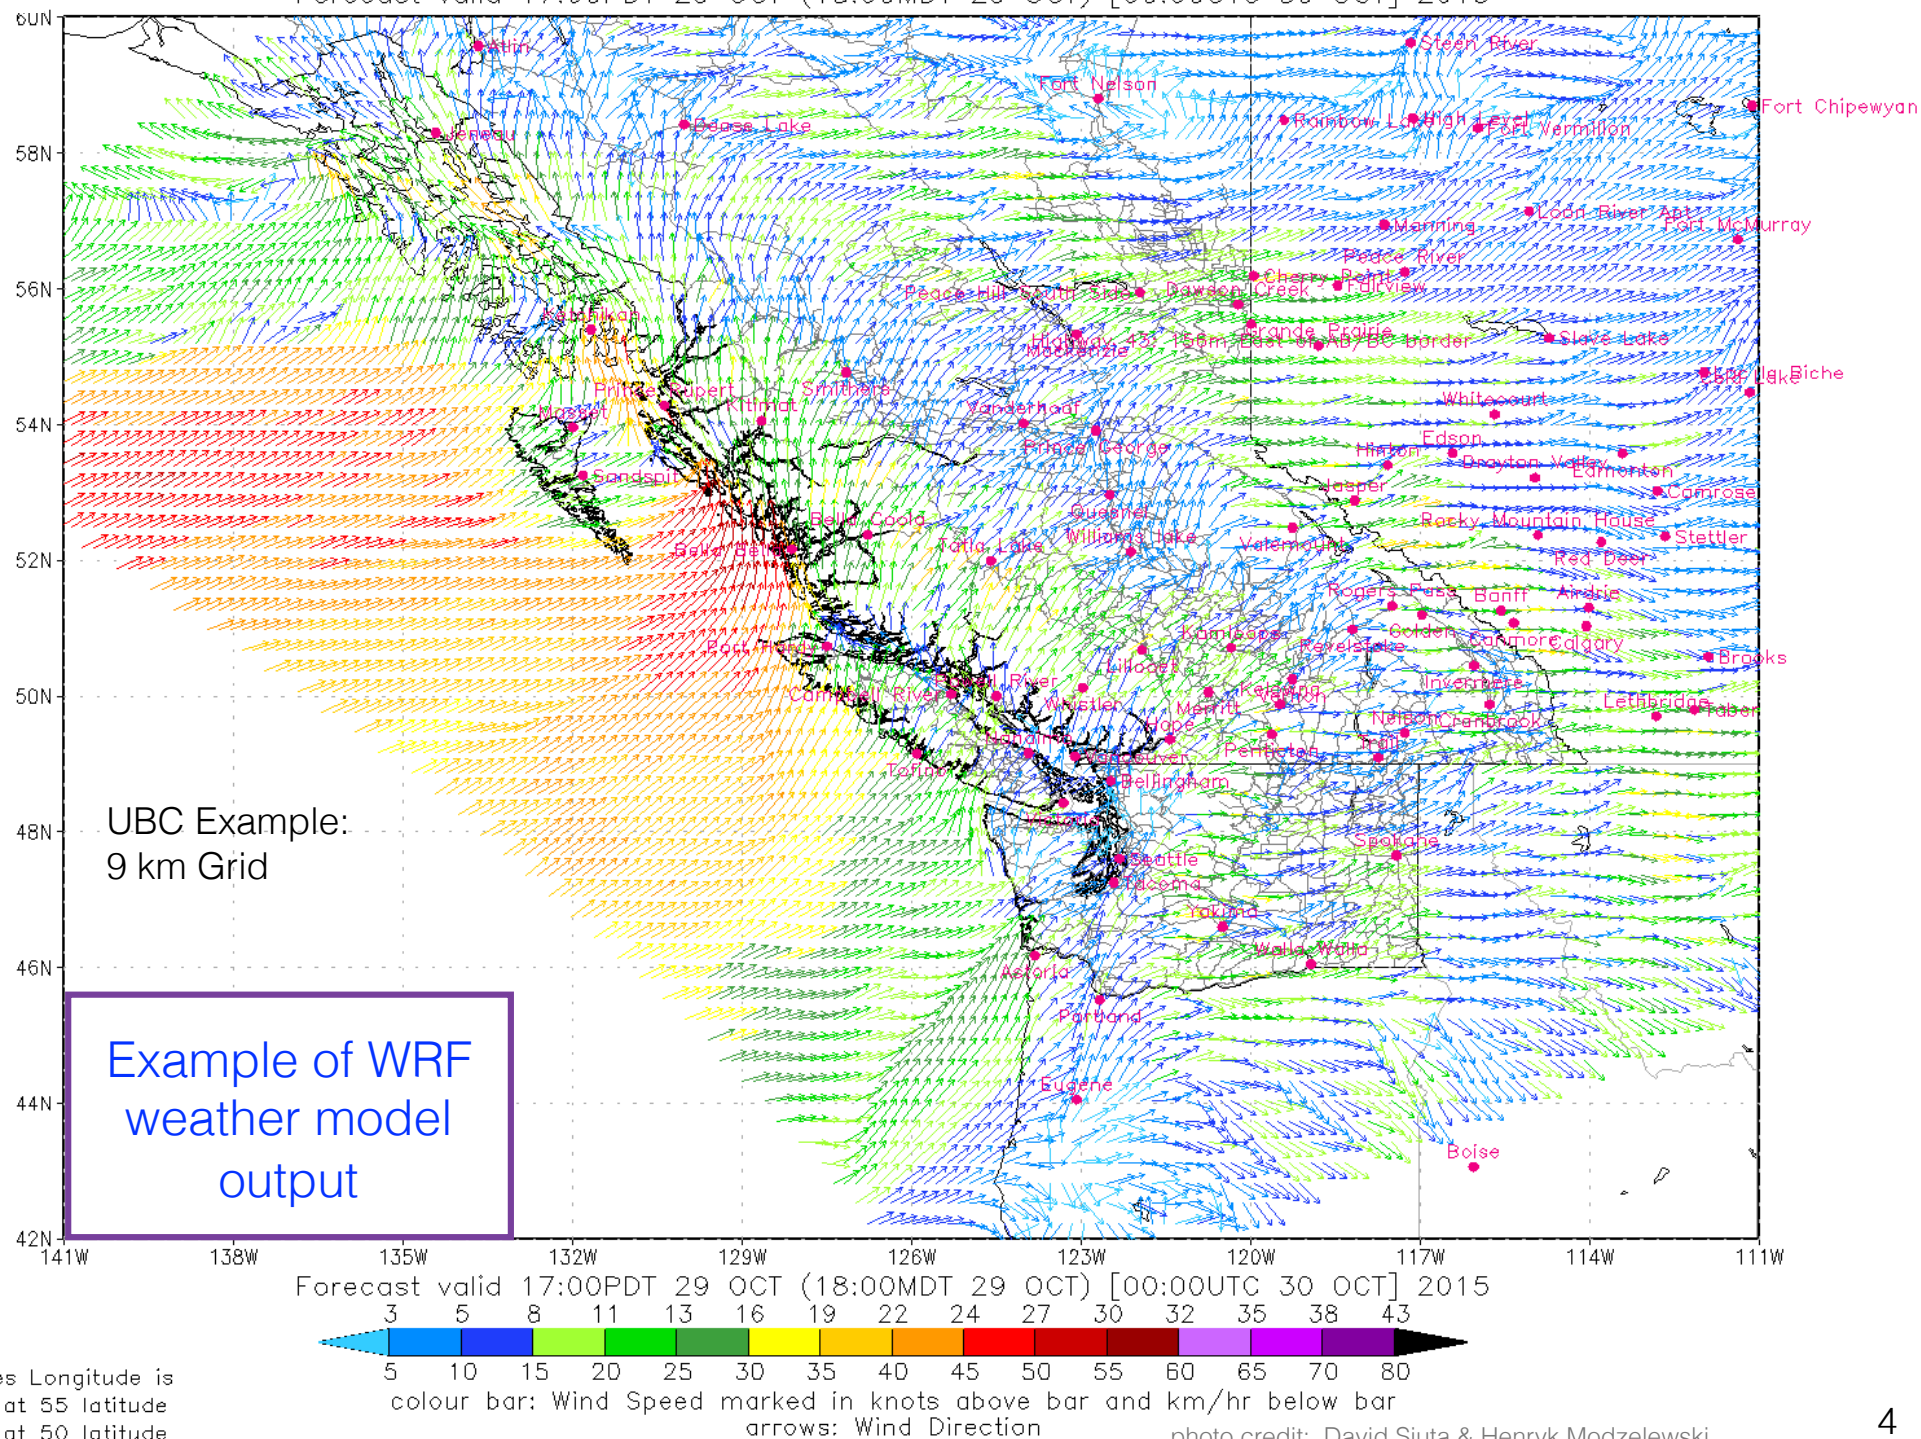 60N
Atlin
Steen River
Fort Nelson
Fort Chipewyan
Rainbow Lake
High Level
Fort Vermilion
Dease Lake
Juneau
58N
Loon River Apt
Fort McMurray
Manning
Peace River
56N
Cherry Point
Fairview
Peace Hill South Side
Dawson Creek
Ketchikan
Grande Prairie
Slave Lake
Mackenzie
Prince Rupert
Kitimat
Smithers
Masset
Vanderhoof
Whitecourt
54N
Prince George
Edson
Hinton
Drayton Valley
Edmonton
Sandspit
Jasper
Camrose
Quesnel
Bella Coola
Rocky Mountain House
Tatla Lake
Williams lake
Valemount
Stettler
52N
Red Deer
Rogers Pass
Banff
Airdrie
Golden
Canmore
Calgary
Port Hardy
Kamloops
Revelstoke
Lillooet
Brooks
50N
Campbell River
Powell River
Whistler
Merritt
Kelowna
Invermere
Lethbridge
Taber
Hope
Nelson
Cranbrook
Nanaimo
Vancouver
Penticton
Trail
Tofino
Bellingham
UBC Example:
9 km Grid
48N
Victoria
Spokane
Seattle
Tacoma
Yakima
Walla Walla
46N
Astoria
Portland
Example of WRF
weather model
output
44N
Eugene
Boise
42N
141W 138W 135W 132W 129W 126W 123W 120W 117W 114W 111W
Forecast valid 17:00PDT 29 OCT (18:00MDT 29 OCT) [00:00UTC 30 OCT] 2015
3 5 8 11 13 16 19 22 24 27 30 32 35 38 43
5 10 15 20 25 30 35 40 45 50 55 60 65 70 80
es Longitude is
at 55 latitude
at 50 latitude
colour bar: Wind Speed marked in knots above bar and km/hr below bar
arrows: Wind Direction
photo credit: David Siuta & Henryk Modzelewski
4